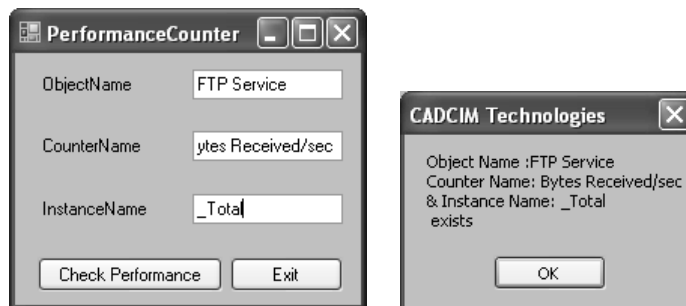 PerformanceCounter
ObjectName
FTP Service
CounterName
ytes Received/sec
InstanceName
_Total
Check Performance
Exit
CADCIM Technologies
Object Name :FTP Service
Counter Name: Bytes Received/sec
& Instance Name: _Total
exists
OK